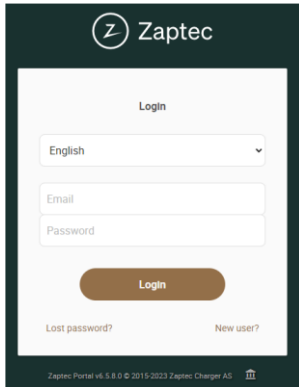 Zaptec
Login
English
Email
Password
Login
Lost password? New user?
Zaptec Portal v6.5.8.0 © 2015-2023 Zaptec Charger AS